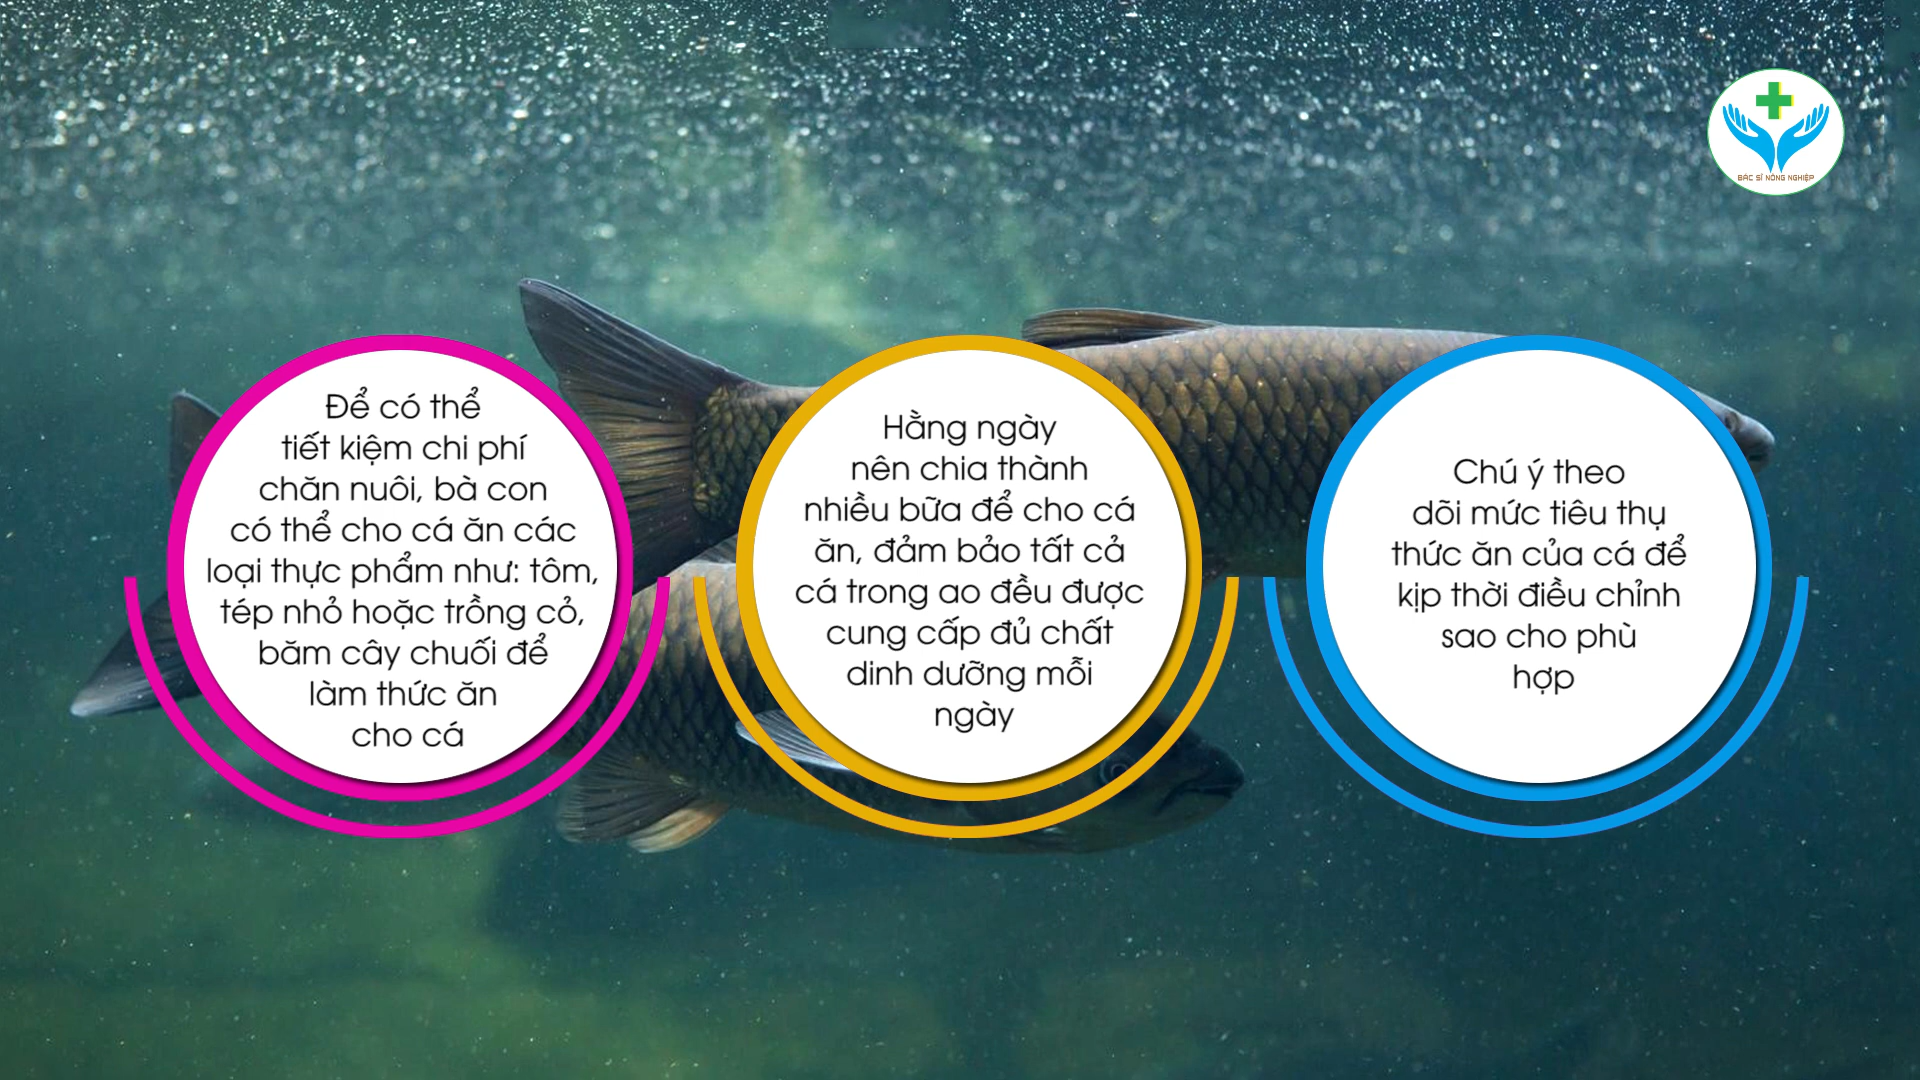 BÁC SĨ NÔNG NGHIỆP
Để có thể
tiết kiệm chi phí
chăn nuôi, bà con
có thể cho cá ăn các
loại thực phẩm như: tôm,
tép nhỏ hoặc trồng cỏ,
băm cây chuối để
làm thức ăn
cho cá
Hằng ngày
nên chia thành
nhiều bữa để cho cá
ăn, đảm bảo tất cả
cá trong ao đều được
cung cấp đủ chất
dinh dưỡng mỗi
ngày
Chú ý theo
dõi mức tiêu thụ
thức ăn của cá để
kịp thời điều chỉnh
sao cho phù
hợp